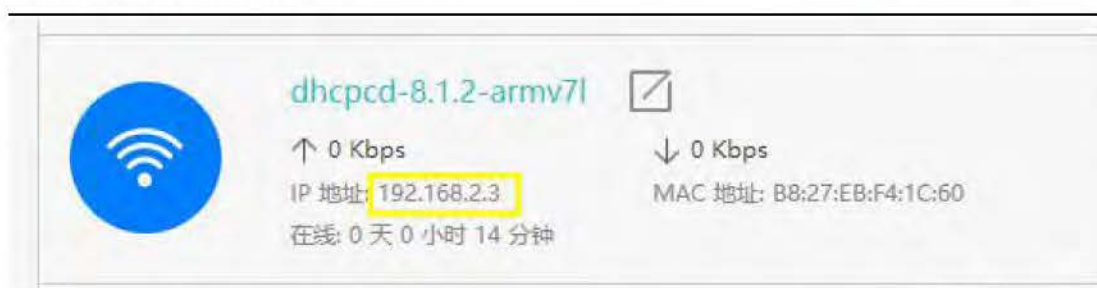 dhcpcd-8.1.2-armv7l
↑ 0 Kbps ↓ 0 Kbps
IP 地址: 192.168.2.3 MAC 地址: B8:27:EB:F4:1C:60
在线: 0 天 0 小时 14 分钟